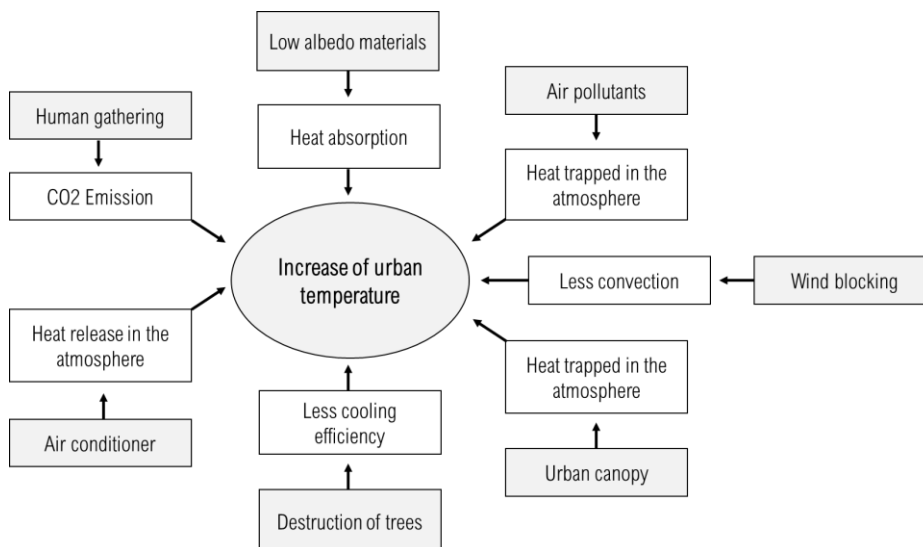 Low albedo materials
Heat absorption
Human gathering
CO2 Emission
Air pollutants
Heat trapped in the
atmosphere
Increase of urban
temperature
Less convection
Wind blocking
Heat release in the
atmosphere
Air conditioner
Heat trapped in the
atmosphere
Urban canopy
Less cooling
efficiency
Destruction of trees